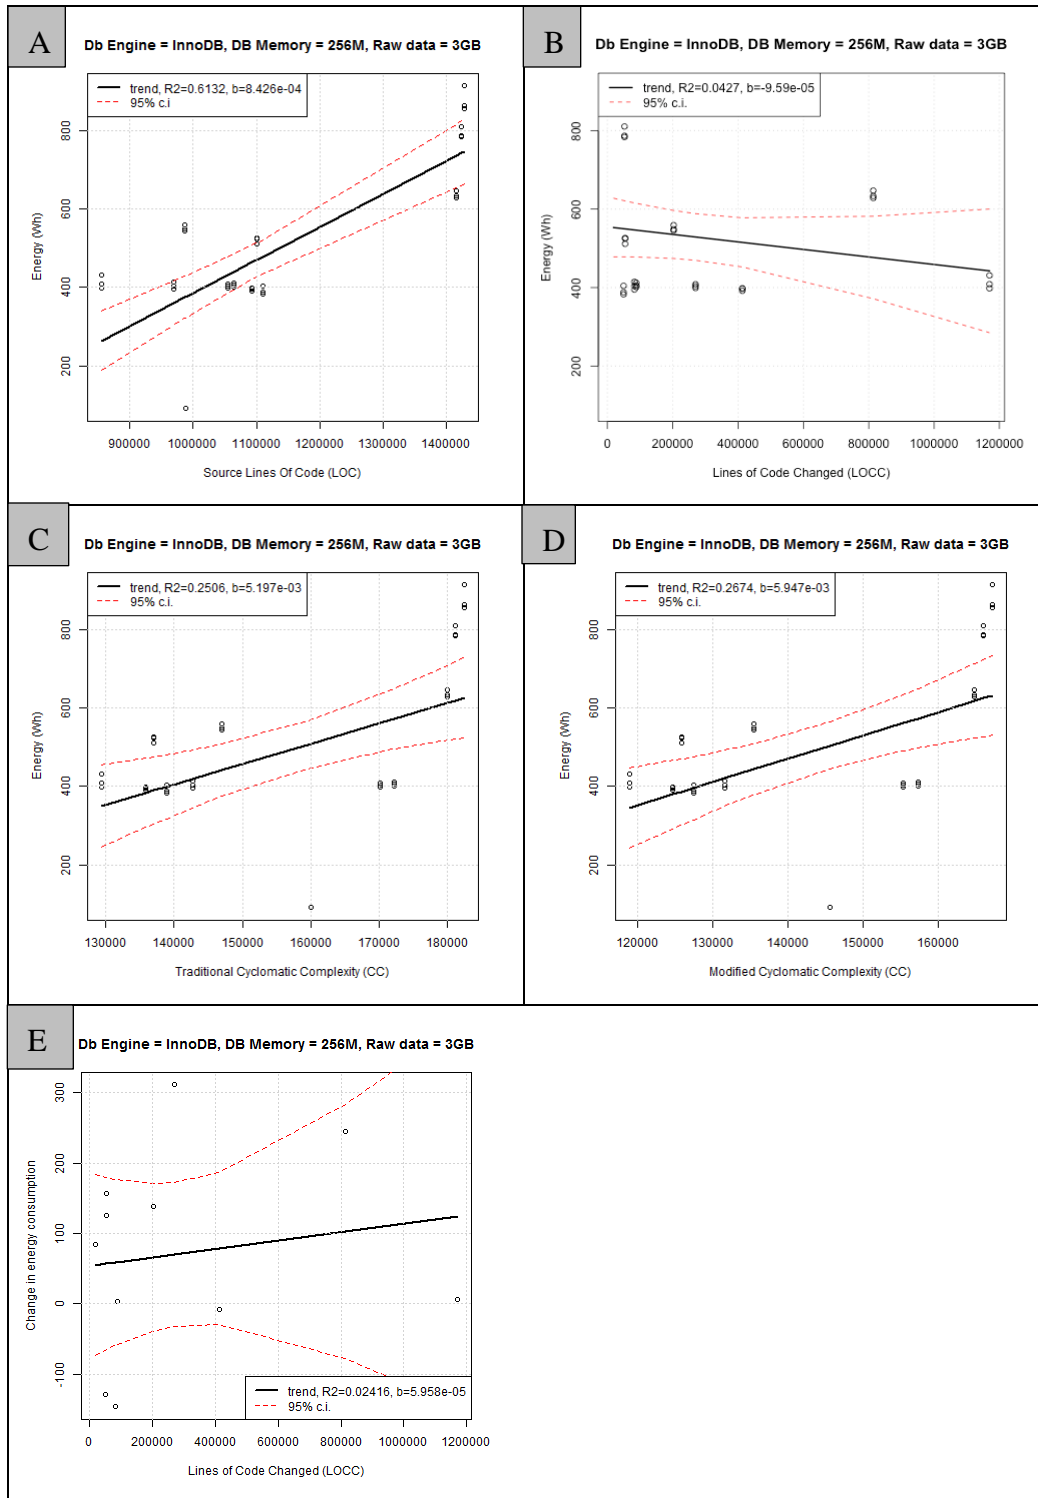 A
Db Engine = InnoDB, DB Memory = 256M, Raw data = 3GB
trend, R2=0.6132, b=8.426e-04
95% c.i
Energy (Wh)
800
600
400
200
900000 1000000 1100000 1200000 1300000 1400000
Source Lines Of Code (LOC)
B
Db Engine = InnoDB, DB Memory = 256M, Raw data = 3GB
trend, R2=0.0427, b=-9.59e-05
95% c.i.
Energy (Wh)
800
600
400
200
0 200000 400000 600000 800000 1000000 1200000
Lines of Code Changed (LOCC)
C
Db Engine = InnoDB, DB Memory = 256M, Raw data = 3GB
trend, R2=0.2506, b=5.197e-03
95% c.i.
Energy (Wh)
800
600
400
200
130000 140000 150000 160000 170000 180000
Traditional Cyclomatic Complexity (CC)
D
Db Engine = InnoDB, DB Memory = 256M, Raw data = 3GB
trend, R2=0.2674, b=5.947e-03
95% c.i.
Energy (Wh)
800
600
400
200
120000 130000 140000 150000 160000
Modified Cyclomatic Complexity (CC)
E
Db Engine = InnoDB, DB Memory = 256M, Raw data = 3GB
Change in energy consumption
300
200
100
0
-100
trend, R2=0.02416, b=5.958e-05
95% c.i.
0 200000 400000 600000 800000 1000000 1200000
Lines of Code Changed (LOCC)